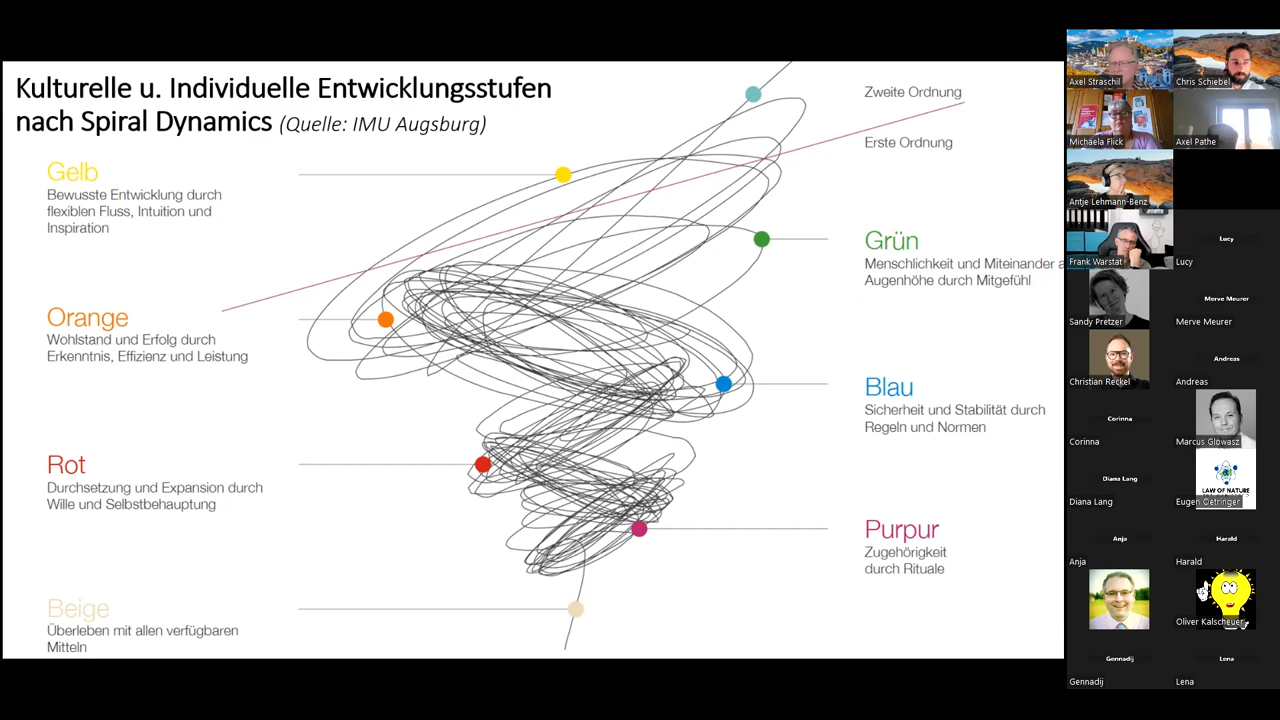 Kulturelle u. Individuelle Entwicklungsstufen
nach Spiral Dynamics (Quelle: IMU Augsburg)
Zweite Ordnung
Erste Ordnung
Gelb
Bewusste Entwicklung durch
flexiblen Fluss, Intuition und
Inspiration
Grün
Menschlichkeit und Miteinander a
Augenhöhe durch Mitgefühl
Orange
Wohlstand und Erfolg durch
Erkenntnis, Effizienz und Leistung
Blau
Sicherheit und Stabilität durch
Regeln und Normen
Rot
Durchsetzung und Expansion durch
Wille und Selbstbehauptung
Purpur
Zugehörigkeit
durch Rituale
Beige
Überleben mit allen verfügbaren
Mitteln
Axel Straschil
Chris Schiebel
Michaela Flick
Axel Pathe
Antje Lehmann-Benz
Frank Warstat
Lucy
Lucy
Sandy Pretzer
Merve Meurer
Merve Meurer
Christian Reckel
Andreas
Andreas
Corinna
Corinna
Marcus Glowasz
Diana Lang
Diana Lang
LAW OF NATURE
Eugen Oetringer
Anja
Anja
Harald
Harald
Oliver Kalscheuer
Gennadij
Gennadij
Lena
Lena